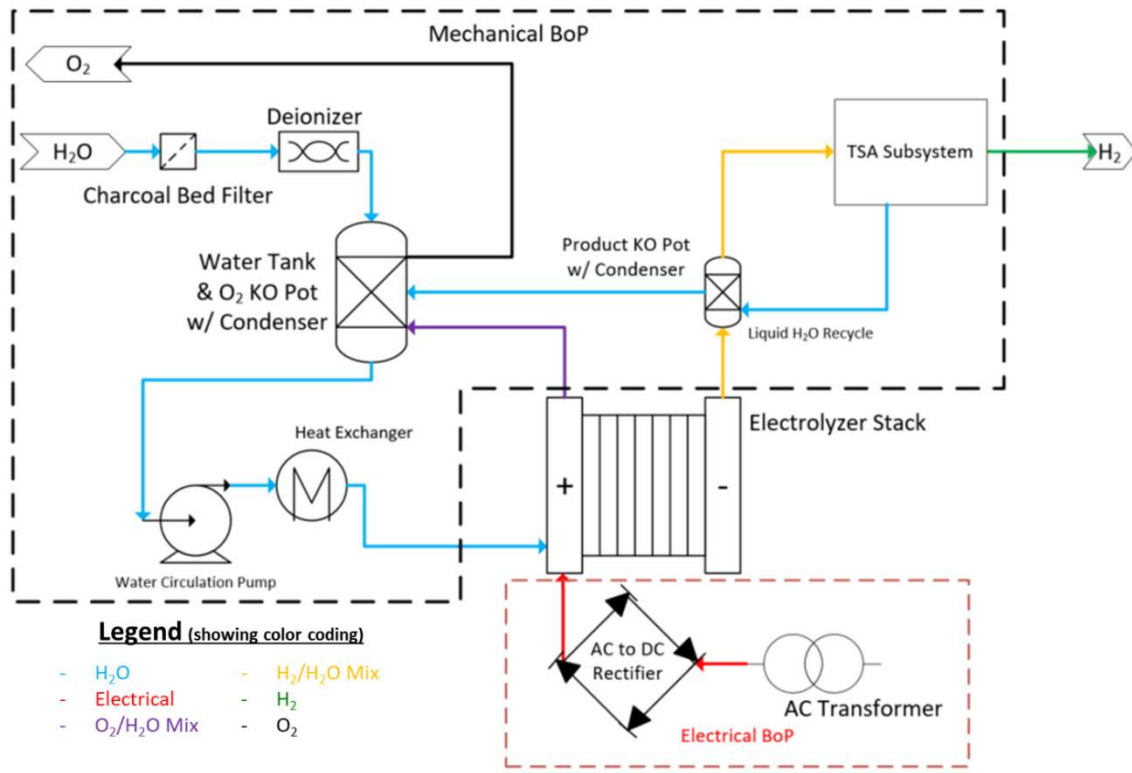 Mechanical BoP
O₂
H₂O
Deionizer
Charcoal Bed Filter
TSA Subsystem
H₂
Water Tank
& O₂ KO Pot
w/ Condenser
Product KO Pot
w/ Condenser
Liquid H₂O Recycle
Heat Exchanger
Electrolyzer Stack
+
-
Water Circulation Pump
Legend (showing color coding)
- H₂O
- Electrical
- O₂/H₂O Mix
- H₂/H₂O Mix
- H₂
- O₂
AC to DC
Rectifier
AC Transformer
Electrical BoP